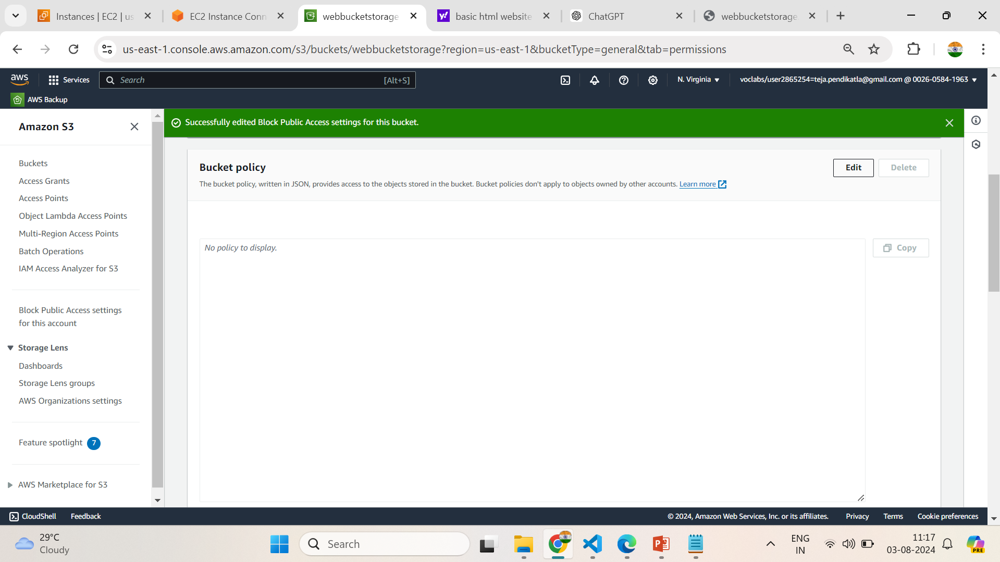 Instances | EC2 | us
EC2 Instance Conn
webbucketstorage
basic html website
ChatGPT
webbucketstorage.
us-east-1.console.aws.amazon.com/s3/buckets/webbucketstorage?region=us-east-1&bucketType=general&tab=permissions
aws
Services
Search
[Alt+S]
N. Virginia
voclabs/user2865254=teja.pendikatla@gmail.com @ 0026-0584-1963
AWS Backup
Amazon S3
Buckets
Access Grants
Access Points
Object Lambda Access Points
Multi-Region Access Points
Batch Operations
IAM Access Analyzer for S3
Block Public Access settings
for this account
Storage Lens
Dashboards
Storage Lens groups
AWS Organizations settings
Feature spotlight 7
AWS Marketplace for S3
Successfully edited Block Public Access settings for this bucket.
Bucket policy
Edit
Delete
The bucket policy, written in JSON, provides access to the objects stored in the bucket. Bucket policies don't apply to objects owned by other accounts. Learn more
No policy to display.
Copy
CloudShell
Feedback
© 2024, Amazon Web Services, Inc. or its affiliates.
Privacy
Terms
Cookie preferences
29°C
Cloudy
Search
ENG
IN
11:17
03-08-2024
PRE